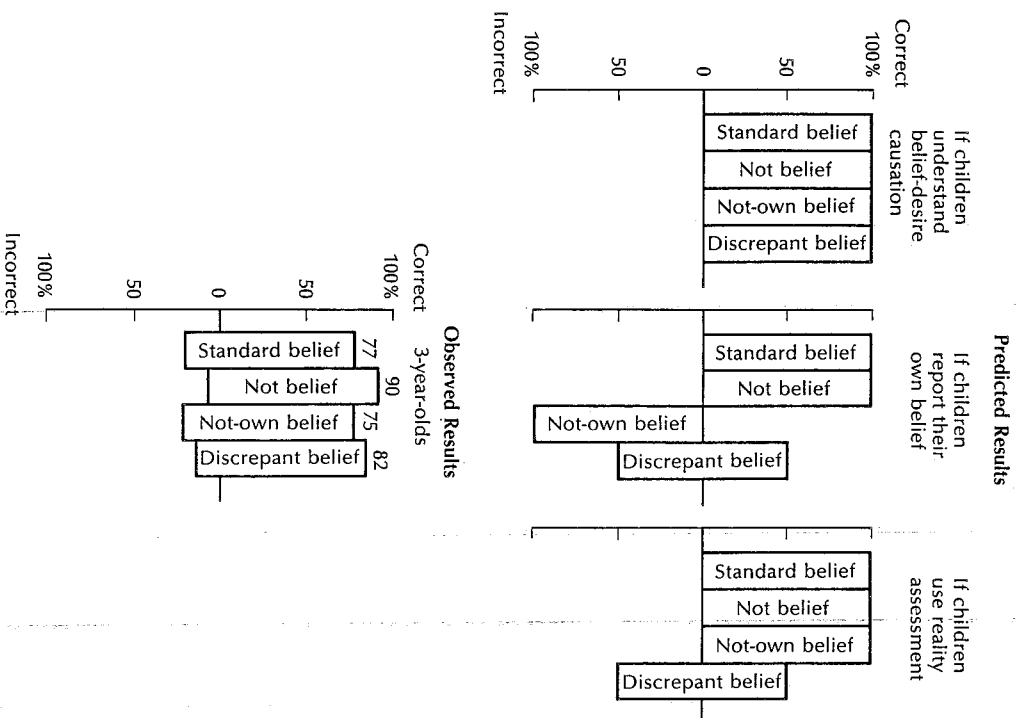 Predicted Results
If children
understand
belief-desire
causation
If children
report their
own belief
If children
use reality
assessment
Correct
100%
50
0
50
100%
Incorrect
Standard belief
Not belief
Not-own belief
Discrepant belief
Standard belief
Not belief
Not-own belief
Discrepant belief
Standard belief
Not belief
Not-own belief
Discrepant belief
Observed Results
3-year-olds
Correct
100%
50
0
50
100%
Incorrect
77
90
75
82
Standard belief
Not belief
Not-own belief
Discrepant belief